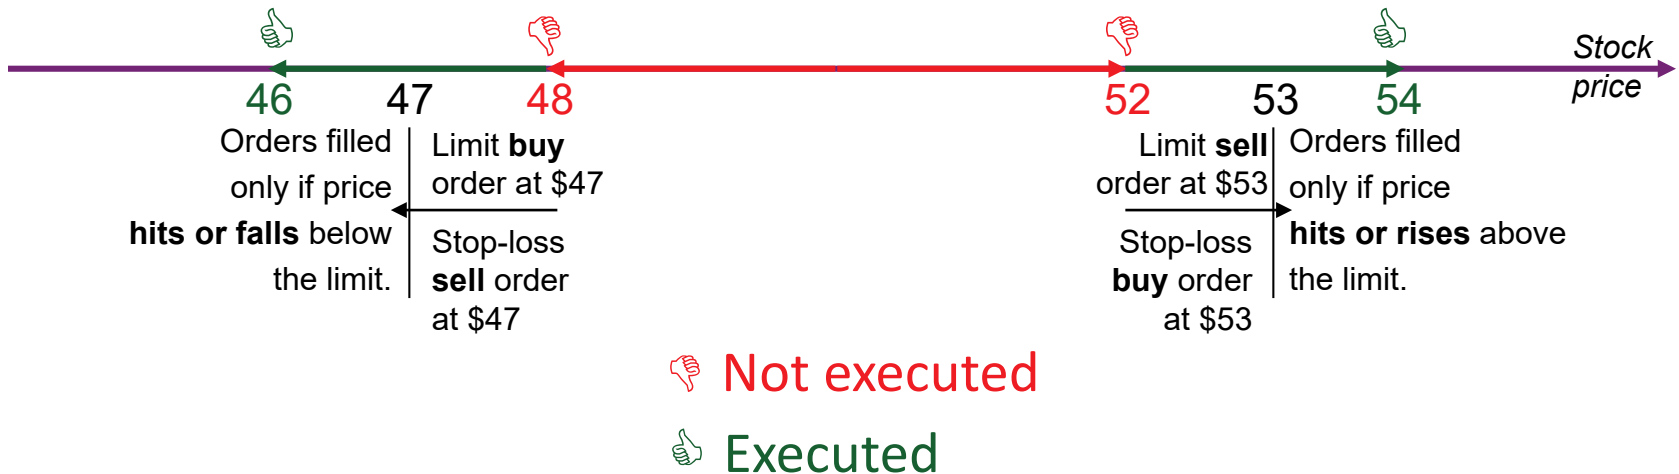 Stock
price
46
47
48
52
53
54
Orders filled
only if price
hits or falls below
the limit.
Limit buy
order at $47
Stop-loss
sell order
at $47
Limit sell
order at $53
Stop-loss
buy order
at $53
Orders filled
only if price
hits or rises above
the limit.
Not executed
Executed